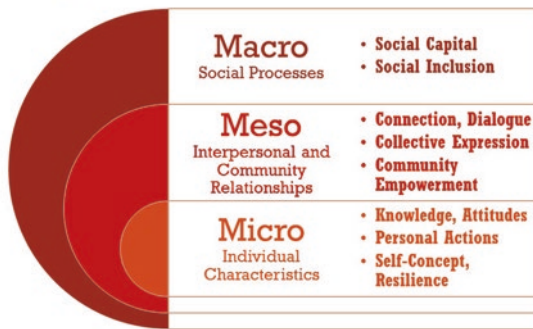 Macro
Social Processes
• Social Capital
• Social Inclusion
Meso
Interpersonal and
Community
Relationships
• Connection, Dialogue
• Collective Expression
• Community
Empowerment
Micro
Individual
Characteristics
• Knowledge, Attitudes
• Personal Actions
• Self-Concept,
Resilience